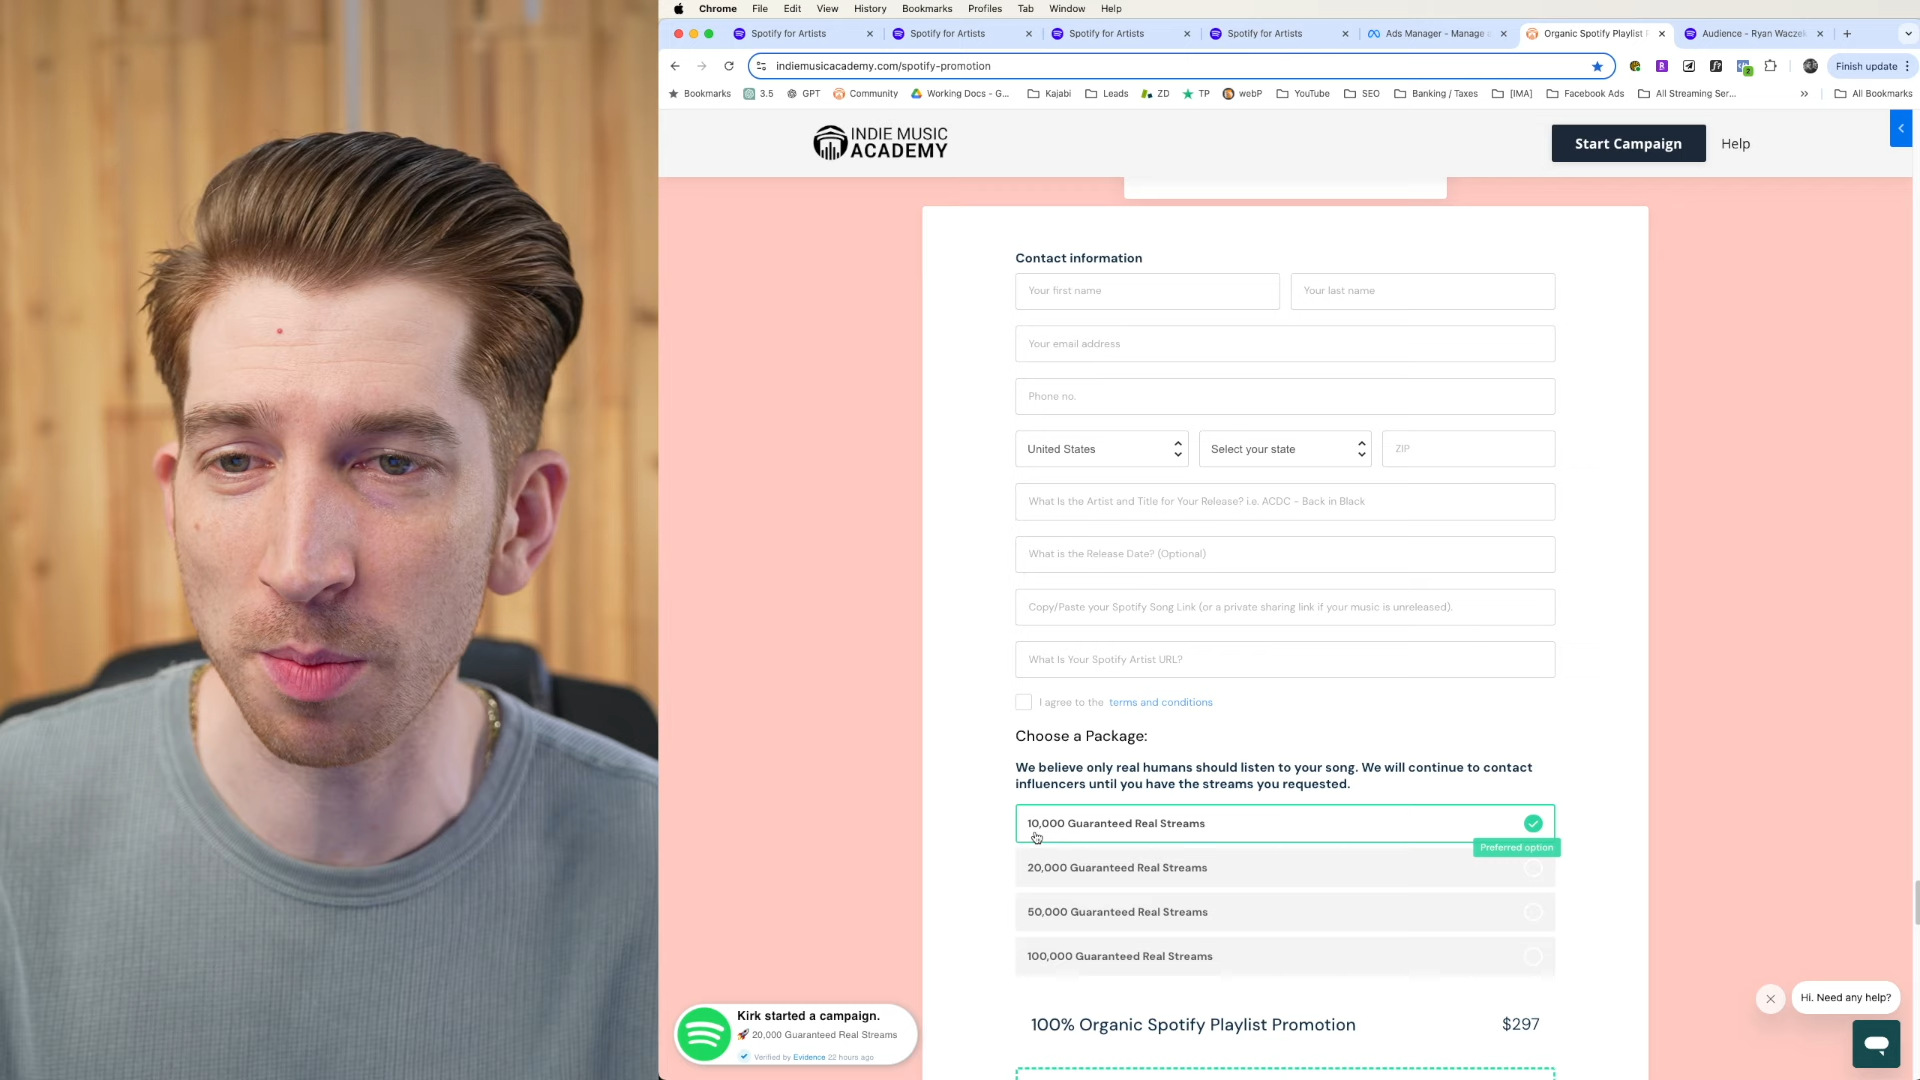 Chrome File Edit View History Bookmarks Profiles Tab Window Help
Spotify for Artists Spotify for Artists Spotify for Artists Spotify for Artists Ads Manager - Manage Organic Spotify Playlist Audience - Ryan Waczek
indiemusicacademy.com/spotify-promotion Finish update
Bookmarks 3.5 GPT Community Working Docs - G... Kajabi Leads ZD TP webP YouTube SEO Banking / Taxes [IMA] Facebook Ads All Streaming Ser... » All Bookmarks
INDIE MUSIC
ACADEMY
Start Campaign Help
Contact information
Your first name Your last name
Your email address
Phone no.
United States Select your state ZIP
What Is the Artist and Title for Your Release? i.e. ACDC - Back in Black
What is the Release Date? (Optional)
Copy/Paste your Spotify Song Link (or a private sharing link if your music is unreleased).
What Is Your Spotify Artist URL?
I agree to the terms and conditions
Choose a Package:
We believe only real humans should listen to your song. We will continue to contact
influencers until you have the streams you requested.
10,000 Guaranteed Real Streams
Preferred option
20,000 Guaranteed Real Streams
50,000 Guaranteed Real Streams
100,000 Guaranteed Real Streams
100% Organic Spotify Playlist Promotion $297
Kirk started a campaign.
🚀 20,000 Guaranteed Real Streams
Verified by Evidence 22 hours ago
Hi. Need any help?